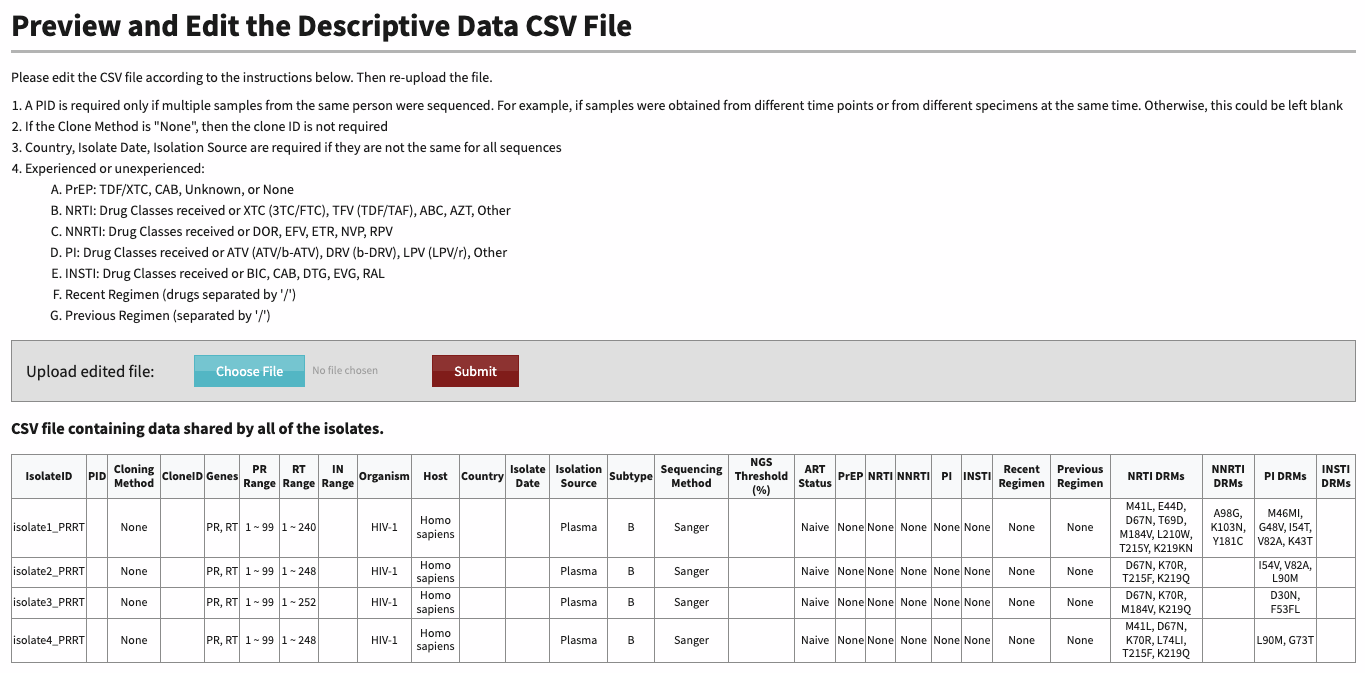 Preview and Edit the Descriptive Data CSV File
Please edit the CSV file according to the instructions below. Then re-upload the file.
1. A PID is required only if multiple samples from the same person were sequenced. For example, if samples were obtained from different time points or from different specimens at the same time. Otherwise, this could be left blank
2. If the Clone Method is "None", then the clone ID is not required
3. Country, Isolate Date, Isolation Source are required if they are not the same for all sequences
4. Experienced or unexperienced:
A. PrEP: TDF/XTC, CAB, Unknown, or None
B. NRTI: Drug Classes received or XTC (3TC/FTC), TFV (TDF/TAF), ABC, AZT, Other
C. NNRTI: Drug Classes received or DOR, EFV, ETR, NVP, RPV
D. PI: Drug Classes received or ATV (ATV/b-ATV), DRV (b-DRV), LPV (LPV/r), Other
E. INSTI: Drug Classes received or BIC, CAB, DTG, EVG, RAL
F. Recent Regimen (drugs separated by '/')
G. Previous Regimen (separated by '/')
Upload edited file: Choose File No file chosen Submit
CSV file containing data shared by all of the isolates.
IsolateID PID Cloning Method CloneID Genes PR Range RT Range IN Range Organism Host Country Isolate Date Isolation Source Subtype Sequencing Method NGS Threshold (%) ART Status PrEP NRTI NNRTI PI INSTI Recent Regimen Previous Regimen NRTI DRMs NNRTI DRMs PI DRMs INSTI DRMs
isolate1_PRRT None PR, RT 1 ~ 99 1 ~ 240 HIV-1 Homo sapiens Plasma B Sanger Naive None None None None None None None M41L, E44D, D67N, T69D, M184V, L210W, T215Y, K219KN A98G, K103N, Y181C M46MI, G48V, I54T, V82A, K43T
isolate2_PRRT None PR, RT 1 ~ 99 1 ~ 248 HIV-1 Homo sapiens Plasma B Sanger Naive None None None None None None None D67N, K70R, T215F, K219Q I54V, V82A, L90M
isolate3_PRRT None PR, RT 1 ~ 99 1 ~ 252 HIV-1 Homo sapiens Plasma B Sanger Naive None None None None None None None D67N, K70R, M184V, K219Q D30N, F53FL
isolate4_PRRT None PR, RT 1 ~ 99 1 ~ 248 HIV-1 Homo sapiens Plasma B Sanger Naive None None None None None None None M41L, D67N, K70R, L74LI, T215F, K219Q L90M, G73T